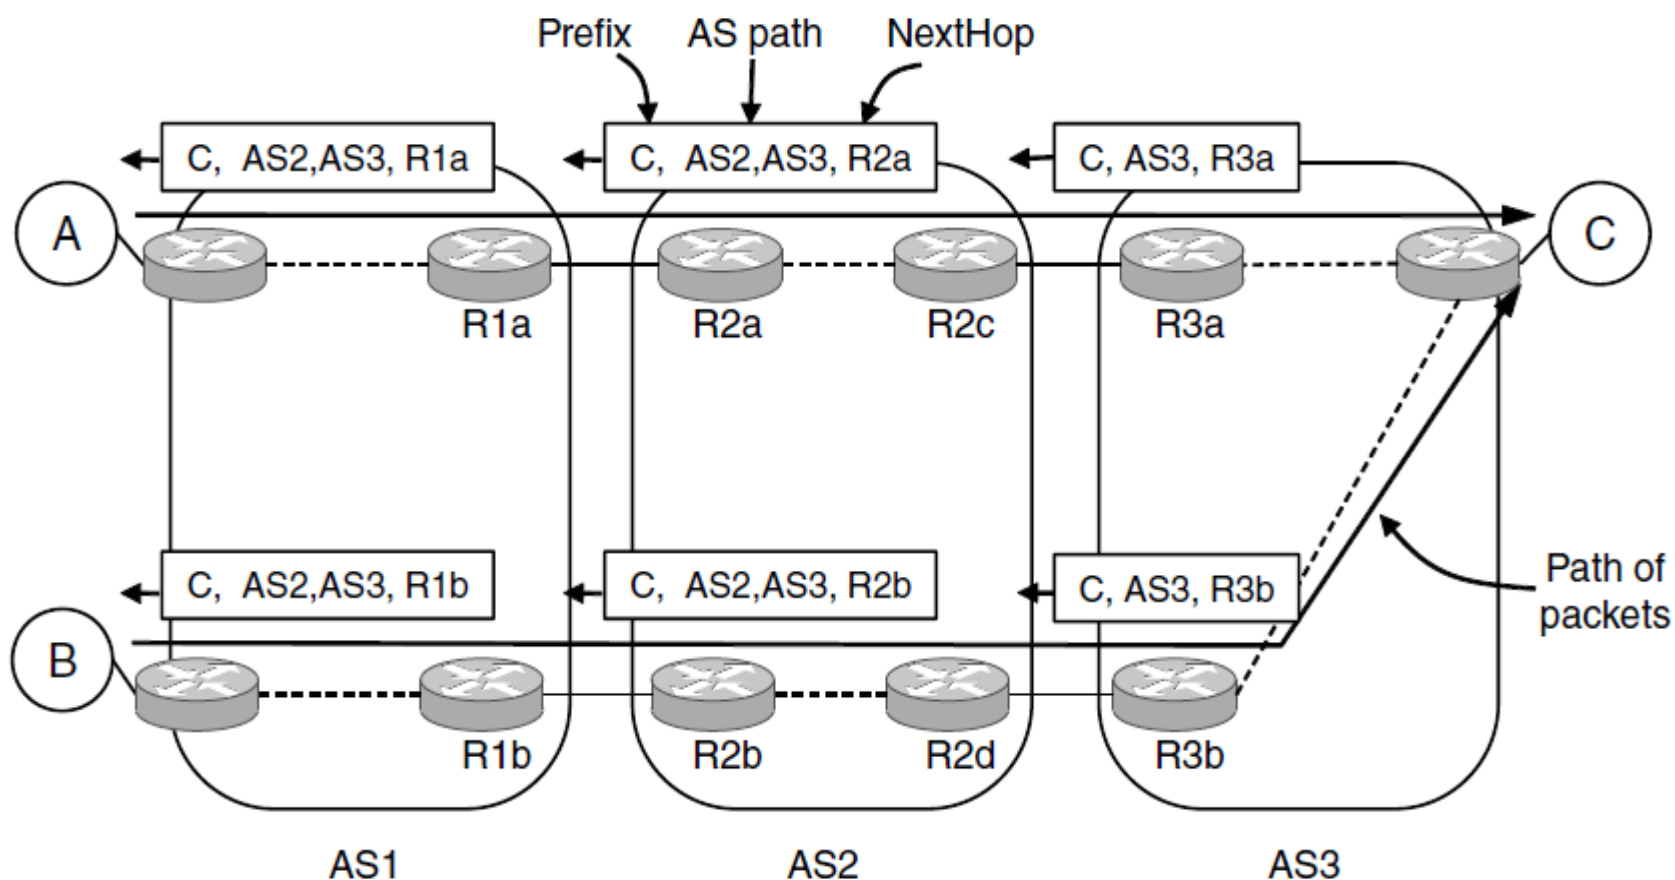 Prefix AS path NextHop
C, AS2,AS3, R1a
C, AS2,AS3, R2a
C, AS3, R3a
A
C
R1a
R2a
R2c
R3a
C, AS2,AS3, R1b
C, AS2,AS3, R2b
C, AS3, R3b
Path of
packets
B
R1b
R2b
R2d
R3b
AS1
AS2
AS3